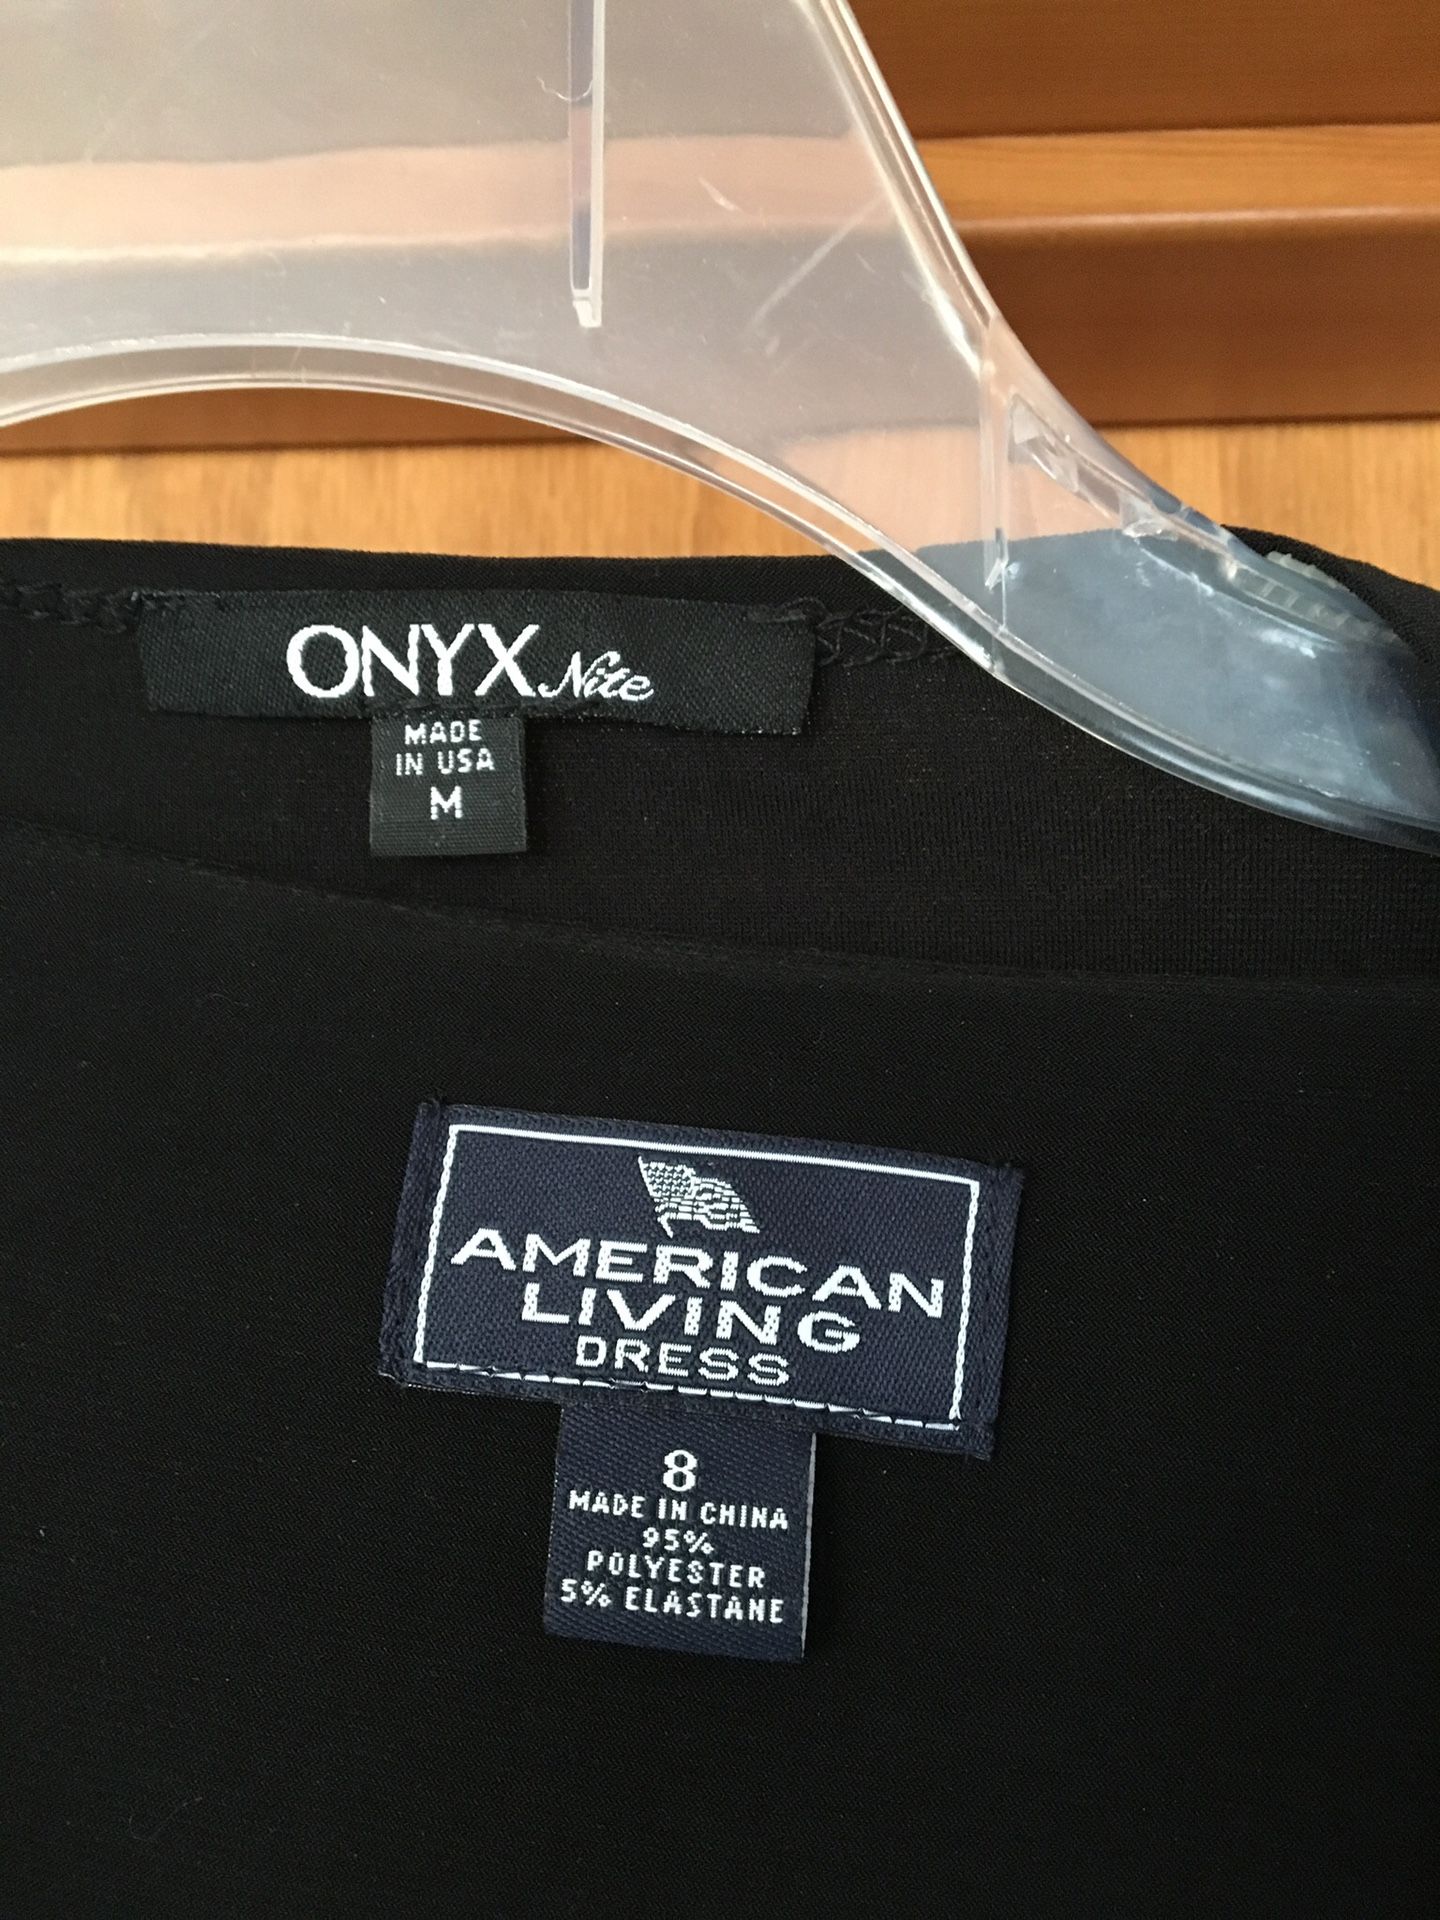 ONYX Nite
MADE
IN USA
M
AMERICAN
LIVING
DRESS
8
MADE IN CHINA
95%
POLYESTER
5% ELASTANE